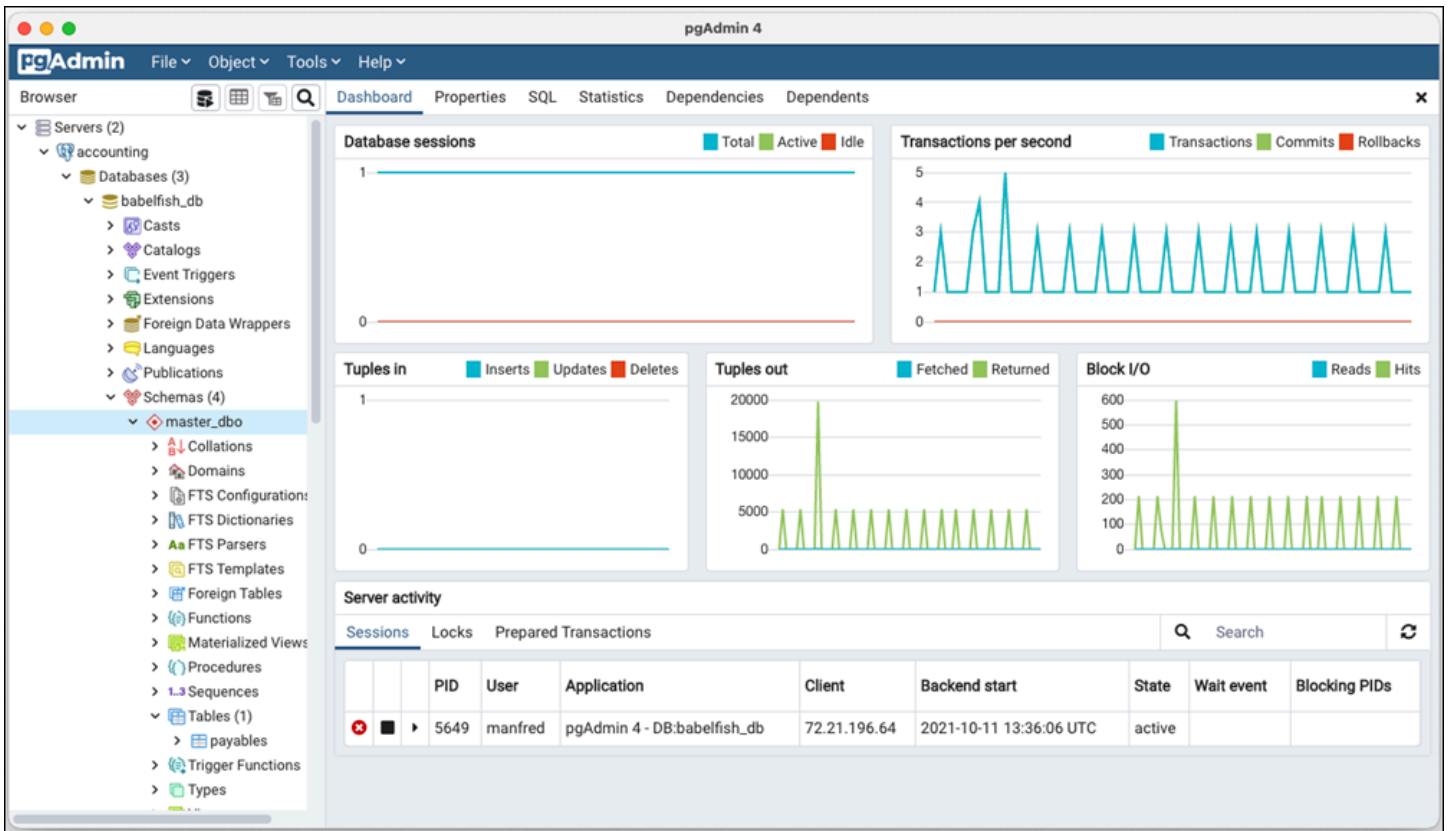 pgAdmin 4
pgAdmin File Object Tools Help
Browser
Dashboard Properties SQL Statistics Dependencies Dependents
Servers (2)
accounting
Databases (3)
babelfish_db
Casts
Catalogs
Event Triggers
Extensions
Foreign Data Wrappers
Languages
Publications
Schemas (4)
master_dbo
Collations
Domains
FTS Configurations
FTS Dictionaries
FTS Parsers
FTS Templates
Foreign Tables
Functions
Materialized Views
Procedures
1..3 Sequences
Tables (1)
payables
Trigger Functions
Types
Database sessions Total Active Idle
1
0
Transactions per second Transactions Commits Rollbacks
5
4
3
2
1
0
Tuples in Inserts Updates Deletes
1
0
Tuples out Fetched Returned
20000
15000
10000
5000
0
Block I/O Reads Hits
600
500
400
300
200
100
0
Server activity
Sessions Locks Prepared Transactions Search
PID User Application Client Backend start State Wait event Blocking PIDs
5649 manfred pgAdmin 4 - DB:babelfish_db 72.21.196.64 2021-10-11 13:36:06 UTC active